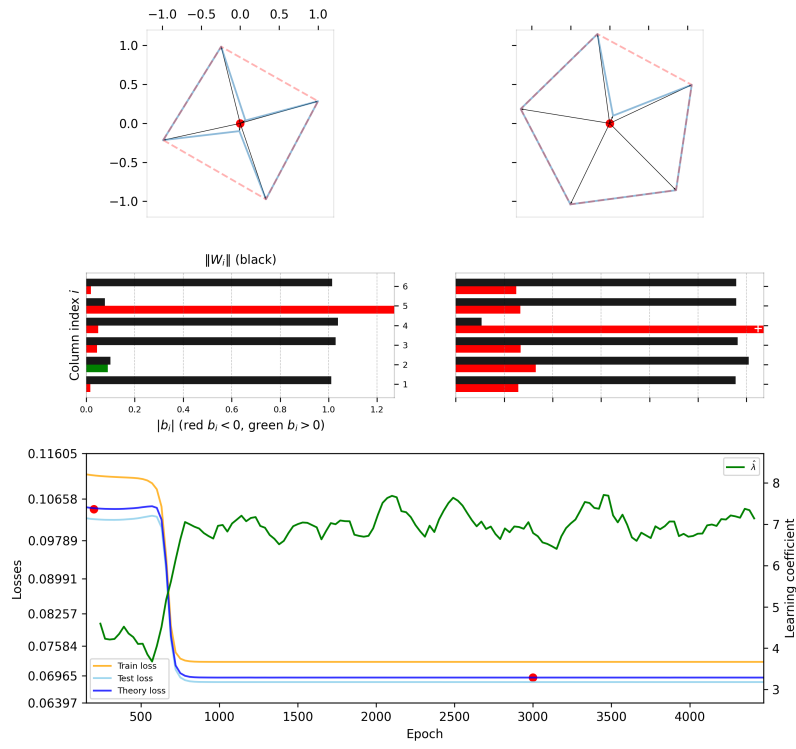 −1.0 −0.5 0.0 0.5 1.0
1.0
0.5
0.0
−0.5
−1.0
‖Wᵢ‖ (black)
Column index i
6
5
4
3
2
1
0.0 0.2 0.4 0.6 0.8 1.0 1.2
|bᵢ| (red bᵢ < 0, green bᵢ > 0)
+
0.11605
0.10658
0.09789
0.08991
0.08257
0.07584
0.06965
0.06397
Losses
λ̂
8
7
6
5
4
3
Learning coefficient
Train loss
Test loss
Theory loss
500 1000 1500 2000 2500 3000 3500 4000
Epoch